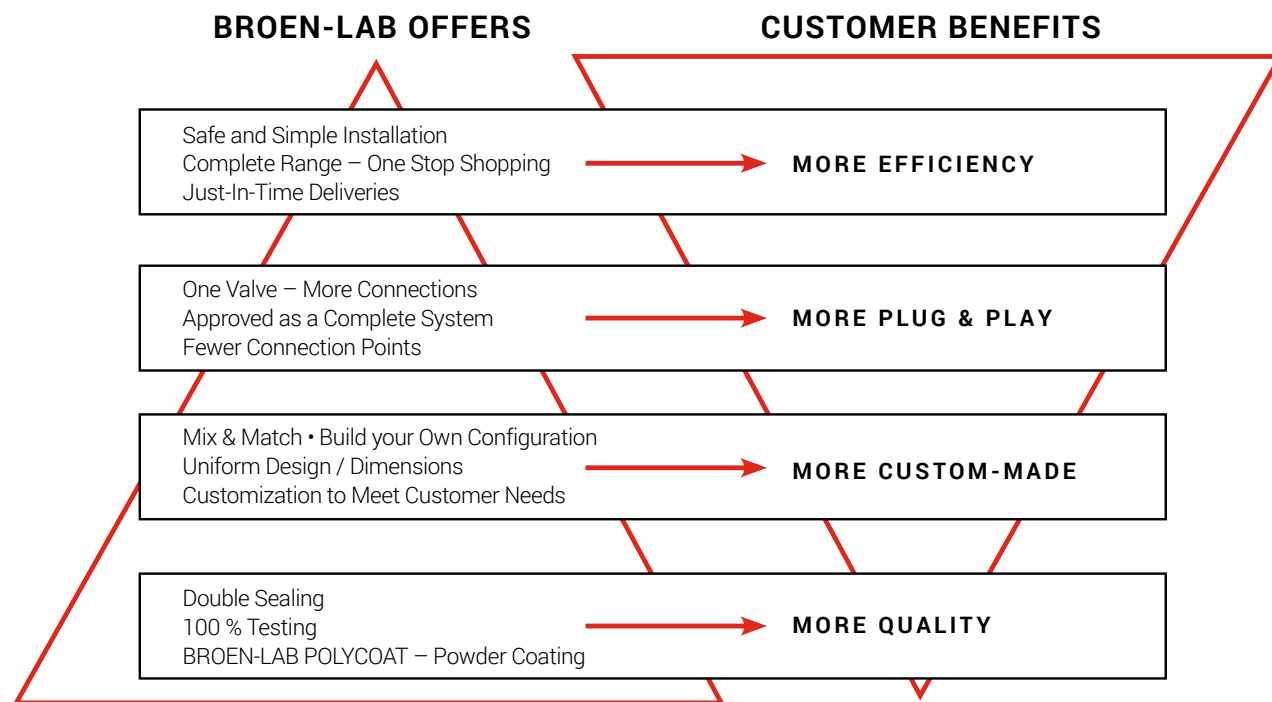 BROEN-LAB OFFERS
CUSTOMER BENEFITS
Safe and Simple Installation
Complete Range – One Stop Shopping
Just-In-Time Deliveries
MORE EFFICIENCY
One Valve – More Connections
Approved as a Complete System
Fewer Connection Points
MORE PLUG & PLAY
Mix & Match • Build your Own Configuration
Uniform Design / Dimensions
Customization to Meet Customer Needs
MORE CUSTOM-MADE
Double Sealing
100 % Testing
BROEN-LAB POLYCOAT – Powder Coating
MORE QUALITY